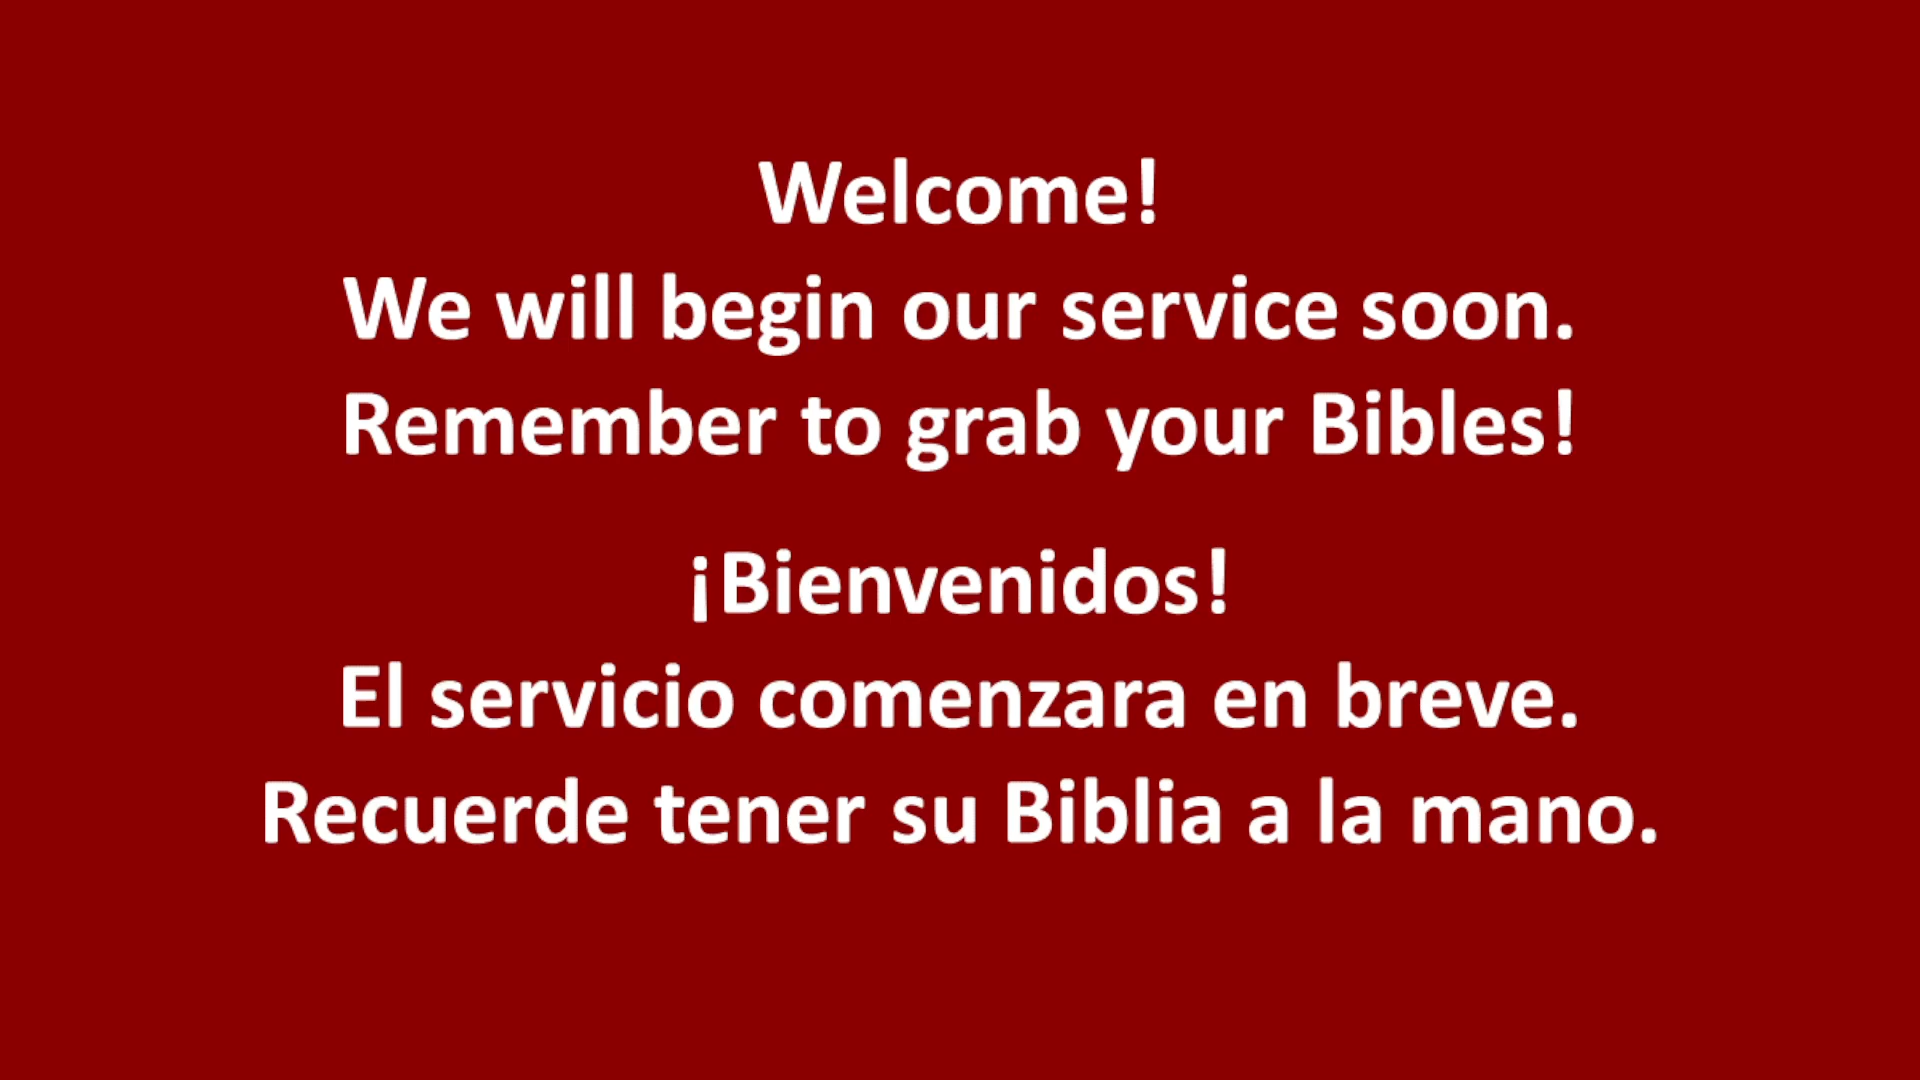 Welcome!
We will begin our service soon.
Remember to grab your Bibles!
¡Bienvenidos!
El servicio comenzara en breve.
Recuerde tener su Biblia a la mano.